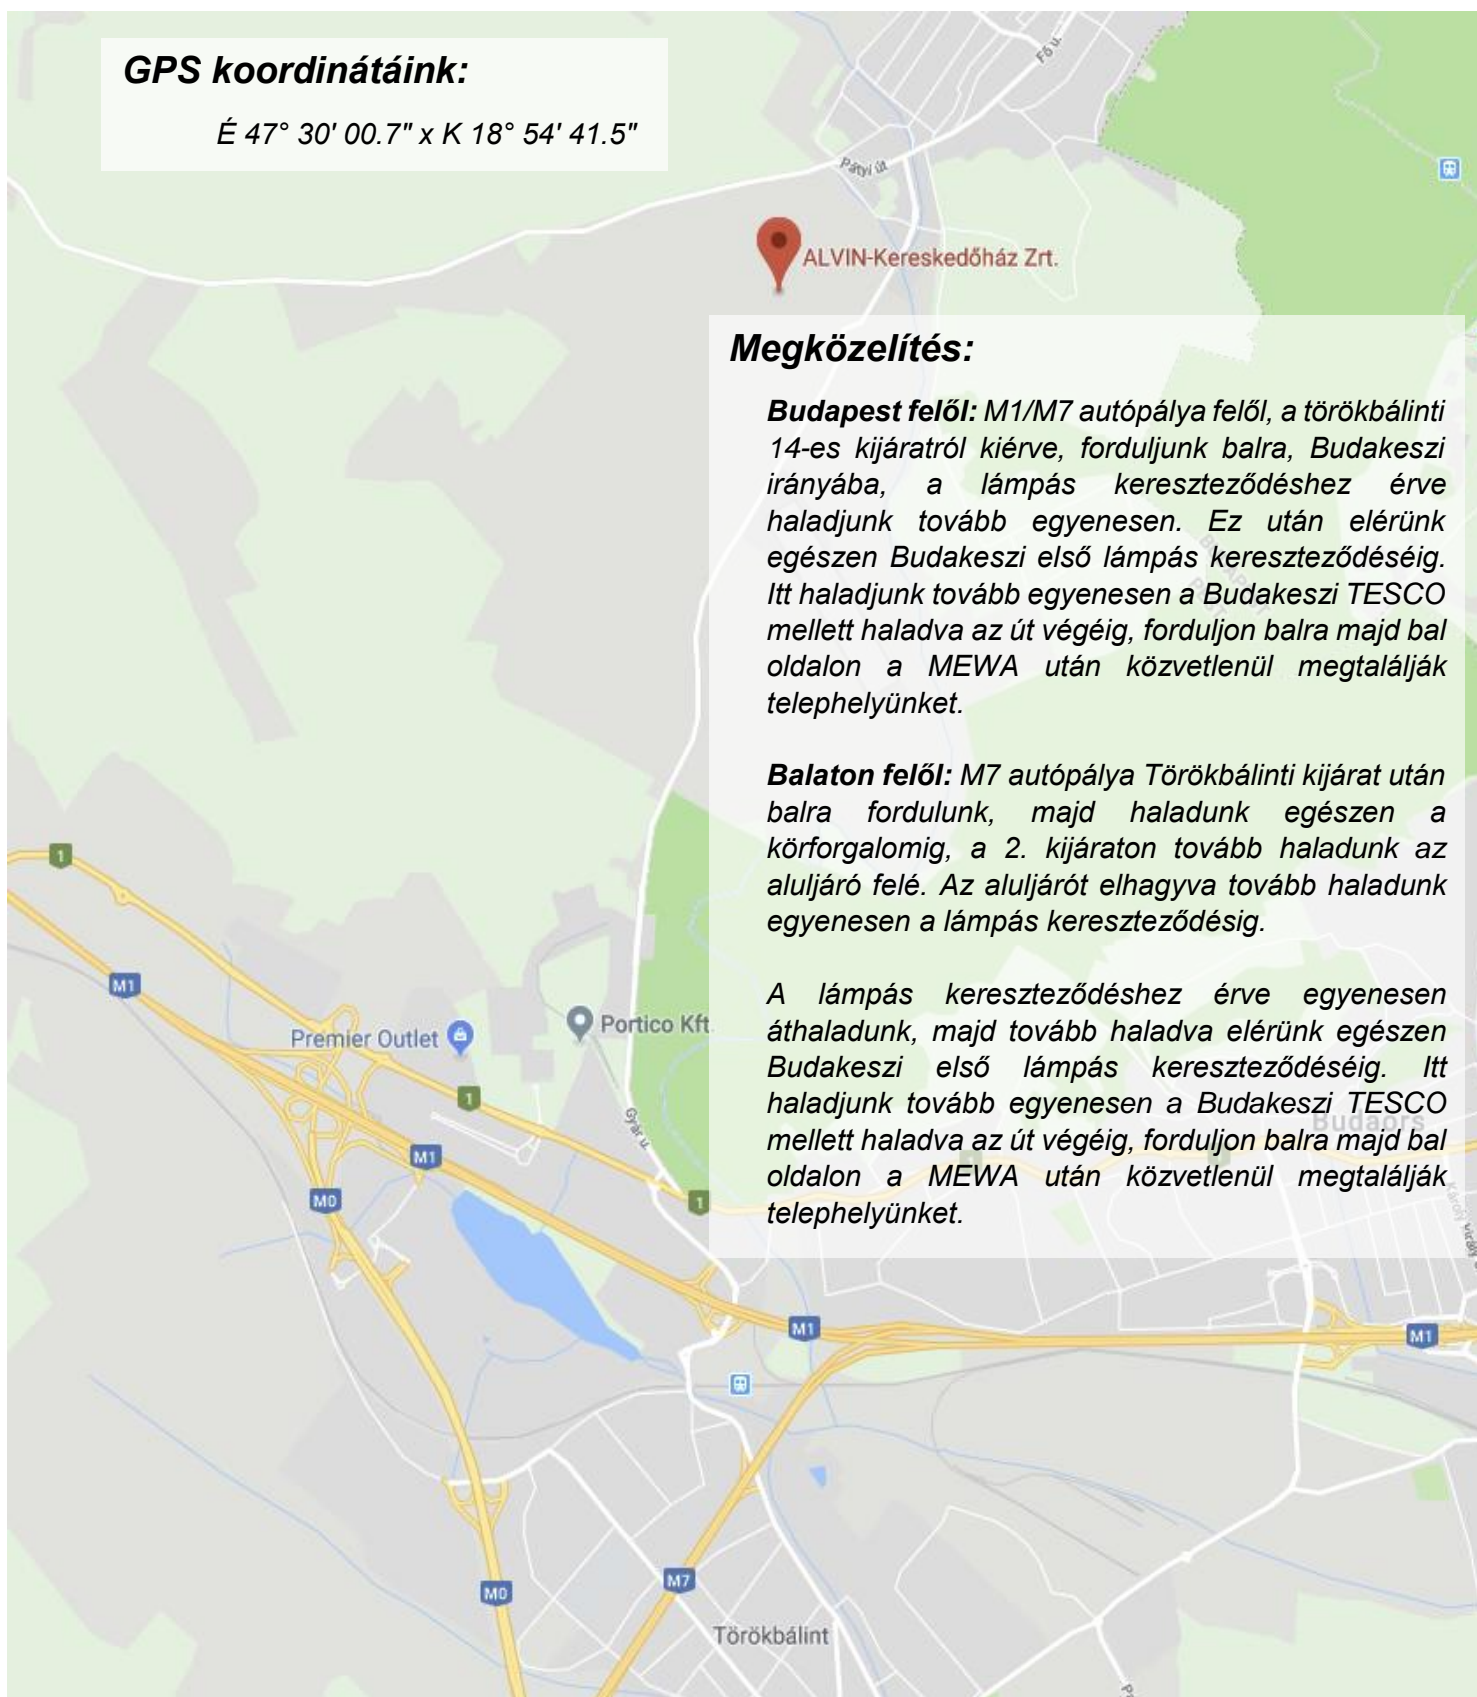 GPS koordinátáink:
É 47° 30' 00.7" x K 18° 54' 41.5"
Fő u.
Pátyi út
ALVIN-Kereskedőház Zrt.
Megközelítés:
Budapest felől: M1/M7 autópálya felől, a törökbálinti
14-es kijáratról kiérve, forduljunk balra, Budakeszi
irányába, a lámpás kereszteződéshez érve
haladjunk tovább egyenesen. Ez után elérünk
egészen Budakeszi első lámpás kereszteződéséig.
Itt haladjunk tovább egyenesen a Budakeszi TESCO
mellett haladva az út végéig, forduljon balra majd bal
oldalon a MEWA után közvetlenül megtalálják
telephelyünket.
Balaton felől: M7 autópálya Törökbálinti kijárat után
balra fordulunk, majd haladunk egészen a
körforgalomig, a 2. kijáraton tovább haladunk az
aluljáró felé. Az aluljárót elhagyva tovább haladunk
egyenesen a lámpás kereszteződésig.
A lámpás kereszteződéshez érve egyenesen
áthaladunk, majd tovább haladva elérünk egészen
Budakeszi első lámpás kereszteződéséig. Itt
haladjunk tovább egyenesen a Budakeszi TESCO
mellett haladva az út végéig, forduljon balra majd bal
oldalon a MEWA után közvetlenül megtalálják
telephelyünket.
1
M1
Premier Outlet
Portico Kft
1
Gyár u.
Budaörs
M1
1
1
M0
1
M1
M1
M0
M7
Törökbálint